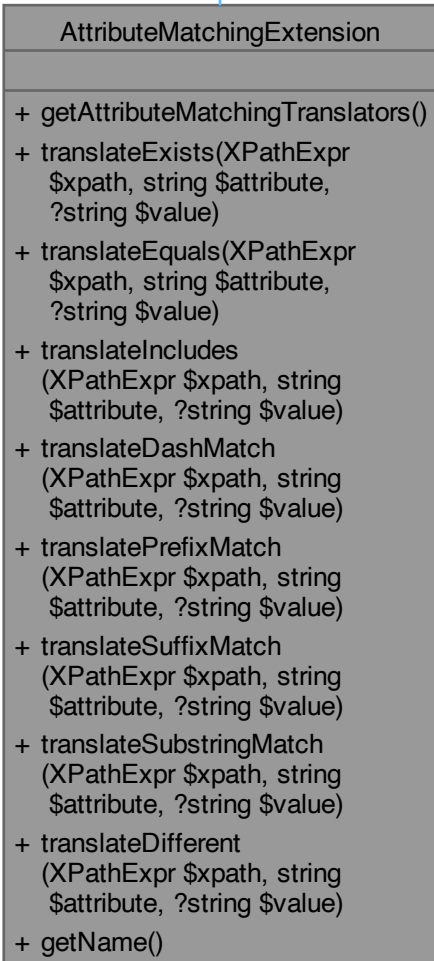 AttributeMatchingExtension
+ getAttributeMatchingTranslators()
+ translateExists(XPathExpr
$xpath, string $attribute,
?string $value)
+ translateEquals(XPathExpr
$xpath, string $attribute,
?string $value)
+ translateIncludes
(XPathExpr $xpath, string
$attribute, ?string $value)
+ translateDashMatch
(XPathExpr $xpath, string
$attribute, ?string $value)
+ translatePrefixMatch
(XPathExpr $xpath, string
$attribute, ?string $value)
+ translateSuffixMatch
(XPathExpr $xpath, string
$attribute, ?string $value)
+ translateSubstringMatch
(XPathExpr $xpath, string
$attribute, ?string $value)
+ translateDifferent
(XPathExpr $xpath, string
$attribute, ?string $value)
+ getName()